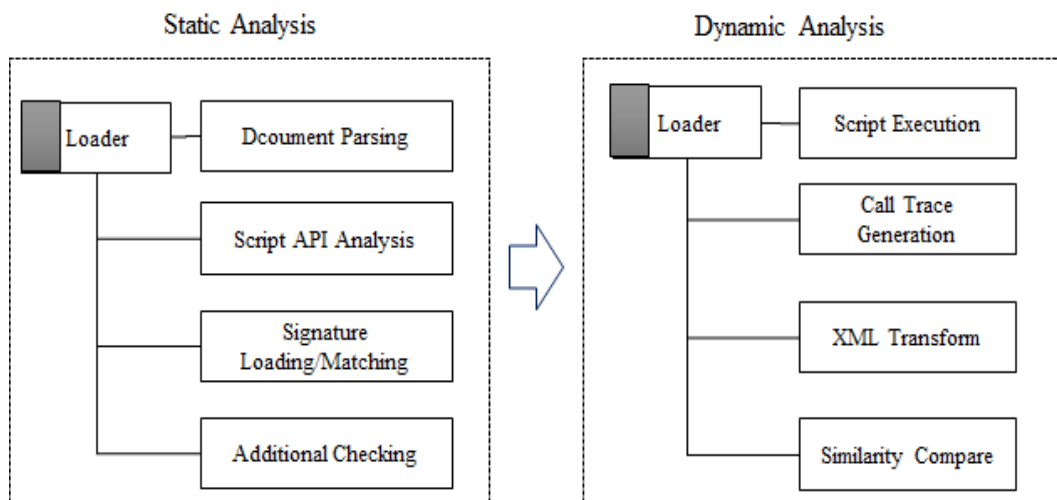 Static Analysis
Loader
Dcoument Parsing
Script API Analysis
Signature
Loading/Matching
Additional Checking
Dynamic Analysis
Loader
Script Execution
Call Trace
Generation
XML Transform
Similarity Compare